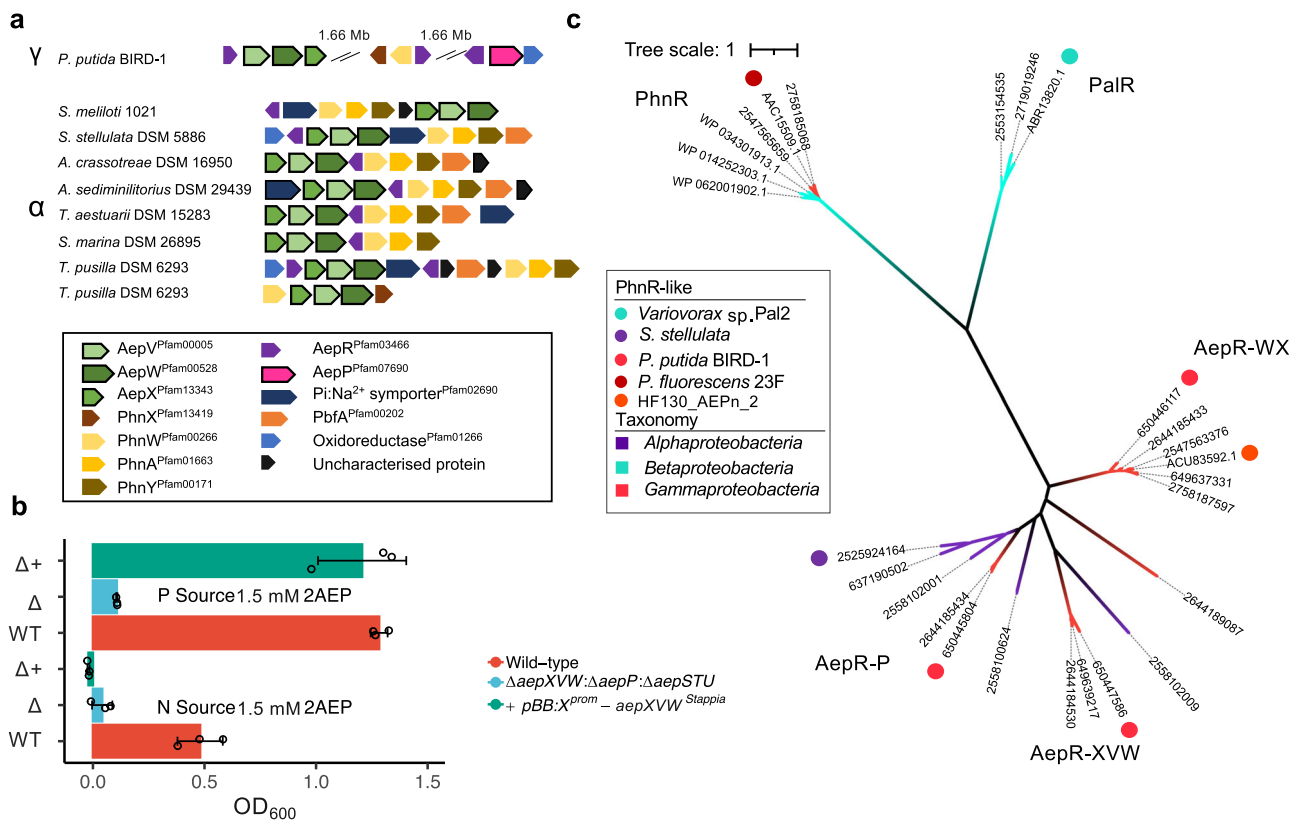 a
1.66 Mb 1.66 Mb
γ P. putida BIRD-1
α
S. meliloti 1021
S. stellulata DSM 5886
A. crassotreae DSM 16950
A. sediminilitorius DSM 29439
T. aestuarii DSM 15283
S. marina DSM 26895
T. pusilla DSM 6293
T. pusilla DSM 6293
AepV^Pfam00005
AepW^Pfam00528
AepX^Pfam13343
PhnX^Pfam13419
PhnW^Pfam00266
PhnA^Pfam01663
PhnY^Pfam00171
AepR^Pfam03466
AepP^Pfam07690
Pi:Na2+ symporter^Pfam02690
PbfA^Pfam00202
Oxidoreductase^Pfam01266
Uncharacterised protein
b
Δ+
Δ
WT
Δ+
Δ
WT
P Source 1.5 mM 2AEP
N Source 1.5 mM 2AEP
0.0 0.5 1.0 1.5
OD600
Wild-type
ΔaepXVW:ΔaepP:ΔaepSTU
+ pBB:X^prom – aepXVW^Stappia
c
Tree scale: 1
PhnR
2758185068
AAC15509.1
2547565659
WP 034301913.1
WP 014252303.1
WP 062001902.1
PalR
2553154535
2719019246
ABR13820.1
PhnR-like
Variovorax sp.Pal2
S. stellulata
P. putida BIRD-1
P. fluorescens 23F
HF130_AEPn_2
Taxonomy
Alphaproteobacteria
Betaproteobacteria
Gammaproteobacteria
AepR-WX
650446117
2644185433
2547563376
ACU83592.1
649637331
2758187597
2525924164
637190502
2558102001
2644185434
650445804
AepR-P
2558100624
2644184530
649639217
650447586
AepR-XVW
2558102009
2644189087